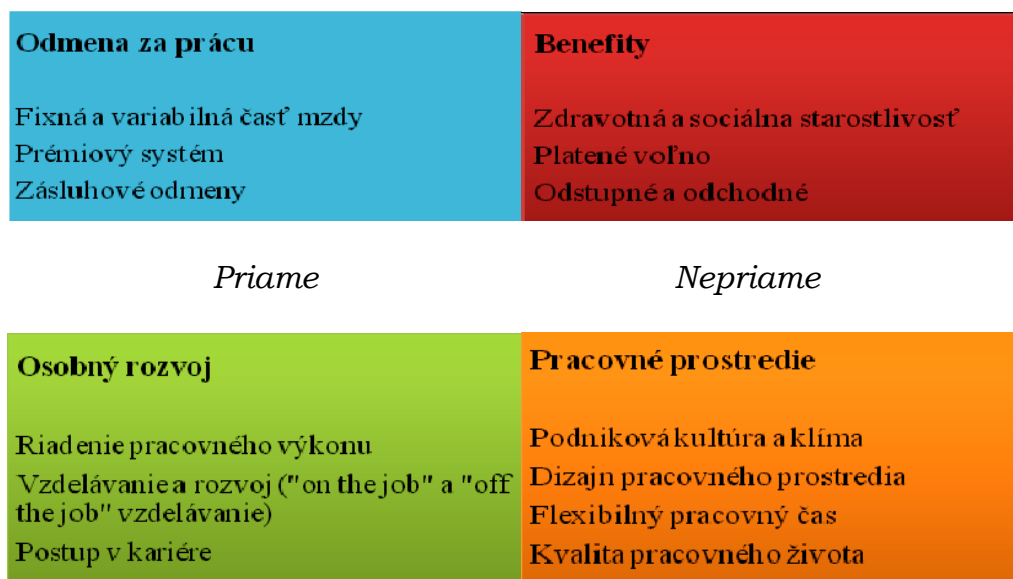 Odmena za prácu
Fixná a variabilná časť mzdy
Prémiový systém
Zásluhové odmeny
Benefity
Zdravotná a sociálna starostlivosť
Platené voľno
Odstupné a odchodné
Priame
Nepriame
Osobný rozvoj
Riadenie pracovného výkonu
Vzdelávanie a rozvoj ("on the job" a "off
the job" vzdelávanie)
Postup v kariére
Pracovné prostredie
Podniková kultúra a klíma
Dizajn pracovného prostredia
Flexibilný pracovný čas
Kvalita pracovného života